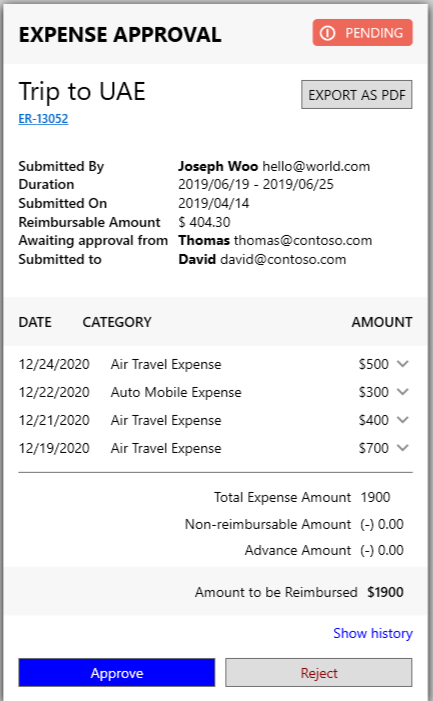 EXPENSE APPROVAL
PENDING
Trip to UAE
EXPORT AS PDF
ER-13052
Submitted By Joseph Woo hello@world.com
Duration 2019/06/19 - 2019/06/25
Submitted On 2019/04/14
Reimbursable Amount $ 404.30
Awaiting approval from Thomas thomas@contoso.com
Submitted to David david@contoso.com
DATE CATEGORY AMOUNT
12/24/2020 Air Travel Expense $500
12/22/2020 Auto Mobile Expense $300
12/21/2020 Air Travel Expense $400
12/19/2020 Air Travel Expense $700
Total Expense Amount 1900
Non-reimbursable Amount (-) 0.00
Advance Amount (-) 0.00
Amount to be Reimbursed $1900
Show history
Approve Reject